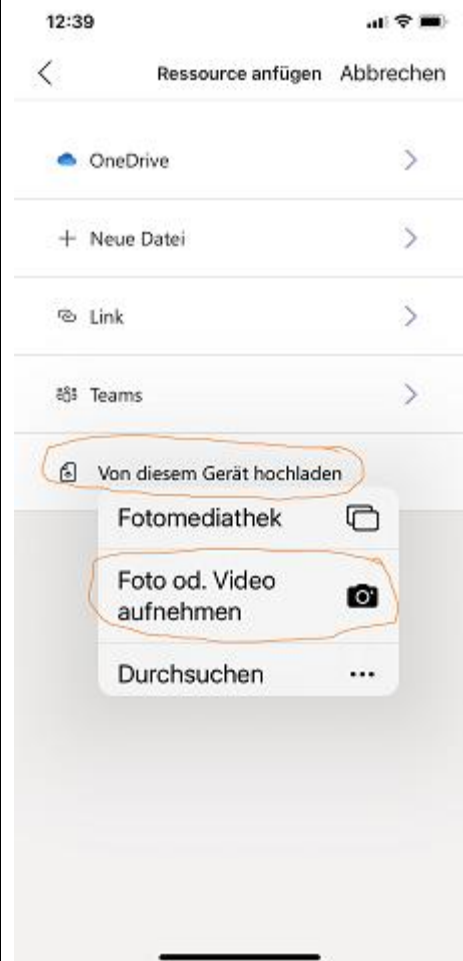 12:39
Ressource anfügen Abbrechen
OneDrive
Neue Datei
Link
Teams
Von diesem Gerät hochladen
Fotomediathek
Foto od. Video
aufnehmen
Durchsuchen